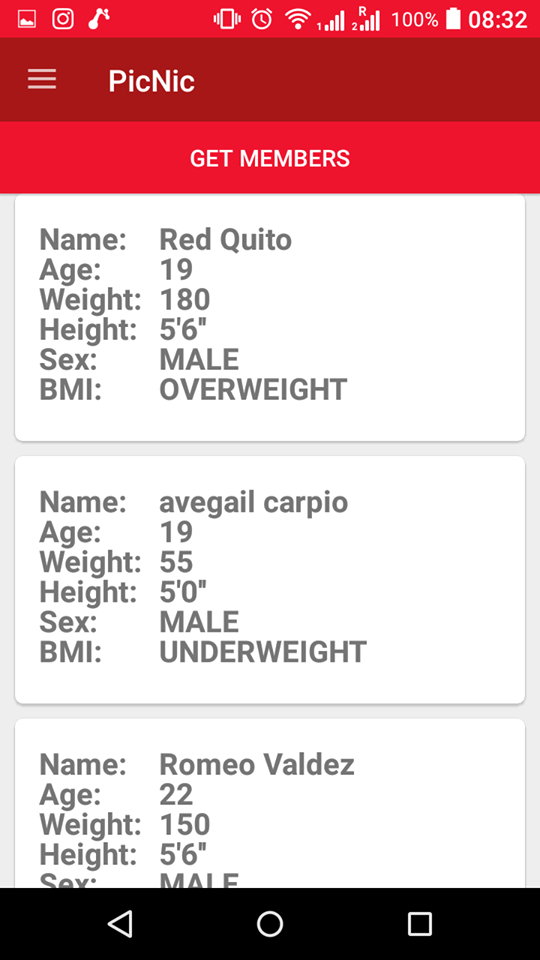 1 R 2 100% 08:32
PicNic
GET MEMBERS
Name: Red Quito
Age: 19
Weight: 180
Height: 5'6"
Sex: MALE
BMI: OVERWEIGHT
Name: avegail carpio
Age: 19
Weight: 55
Height: 5'0"
Sex: MALE
BMI: UNDERWEIGHT
Name: Romeo Valdez
Age: 22
Weight: 150
Height: 5'6"
Sex: MALE